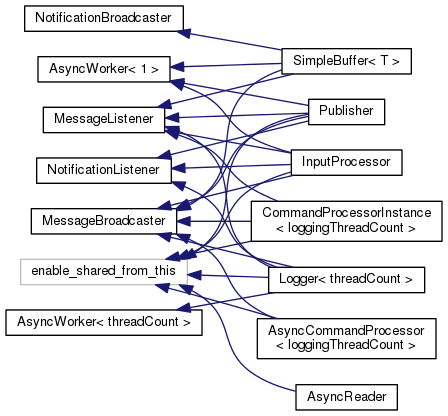 NotificationBroadcaster
AsyncWorker< 1 >
MessageListener
NotificationListener
MessageBroadcaster
enable_shared_from_this
AsyncWorker< threadCount >
SimpleBuffer< T >
Publisher
InputProcessor
CommandProcessorInstance
< loggingThreadCount >
Logger< threadCount >
AsyncCommandProcessor
< loggingThreadCount >
AsyncReader